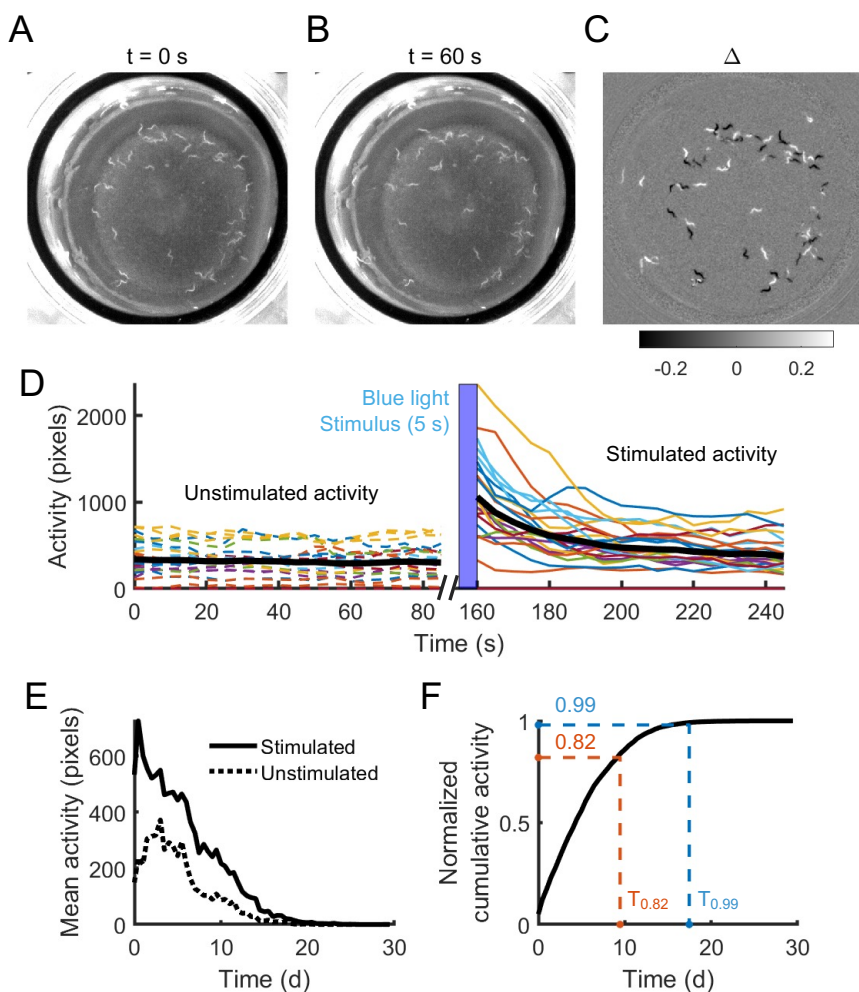 A
B
C
t = 0 s
t = 60 s
Δ
-0.2
0
0.2
D
Activity (pixels)
2000
1000
0
Blue light
Stimulus (5 s)
Unstimulated activity
Stimulated activity
0
20
40
60
80
160
180
200
220
240
Time (s)
E
Mean activity (pixels)
600
400
200
0
Stimulated
Unstimulated
0
10
20
30
Time (d)
F
Normalized
cumulative activity
1
0.5
0
0.99
0.82
T0.82
T0.99
0
10
20
30
Time (d)